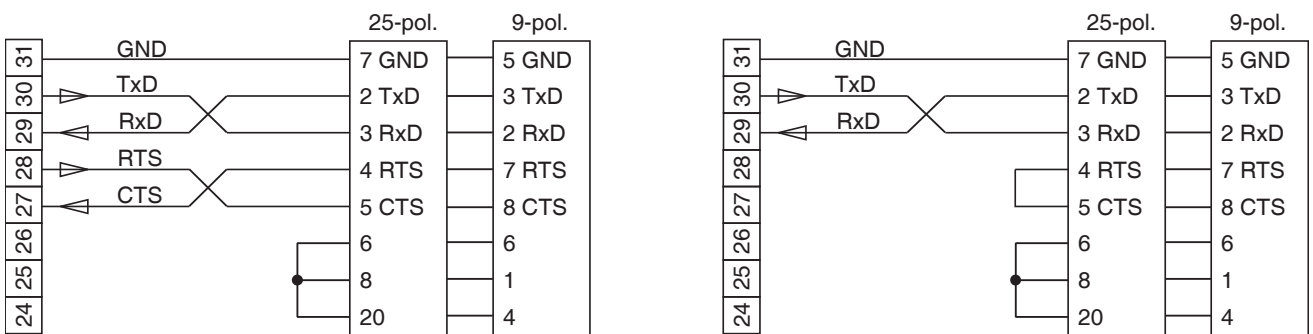 25-pol. 9-pol.
31 GND 7 GND 5 GND
30 TxD 2 TxD 3 TxD
29 RxD 3 RxD 2 RxD
28 RTS 4 RTS 7 RTS
27 CTS 5 CTS 8 CTS
26 6 6
25 8 1
24 20 4
25-pol. 9-pol.
31 GND 7 GND 5 GND
30 TxD 2 TxD 3 TxD
29 RxD 3 RxD 2 RxD
28 4 RTS 7 RTS
27 5 CTS 8 CTS
26 6 6
25 8 1
24 20 4